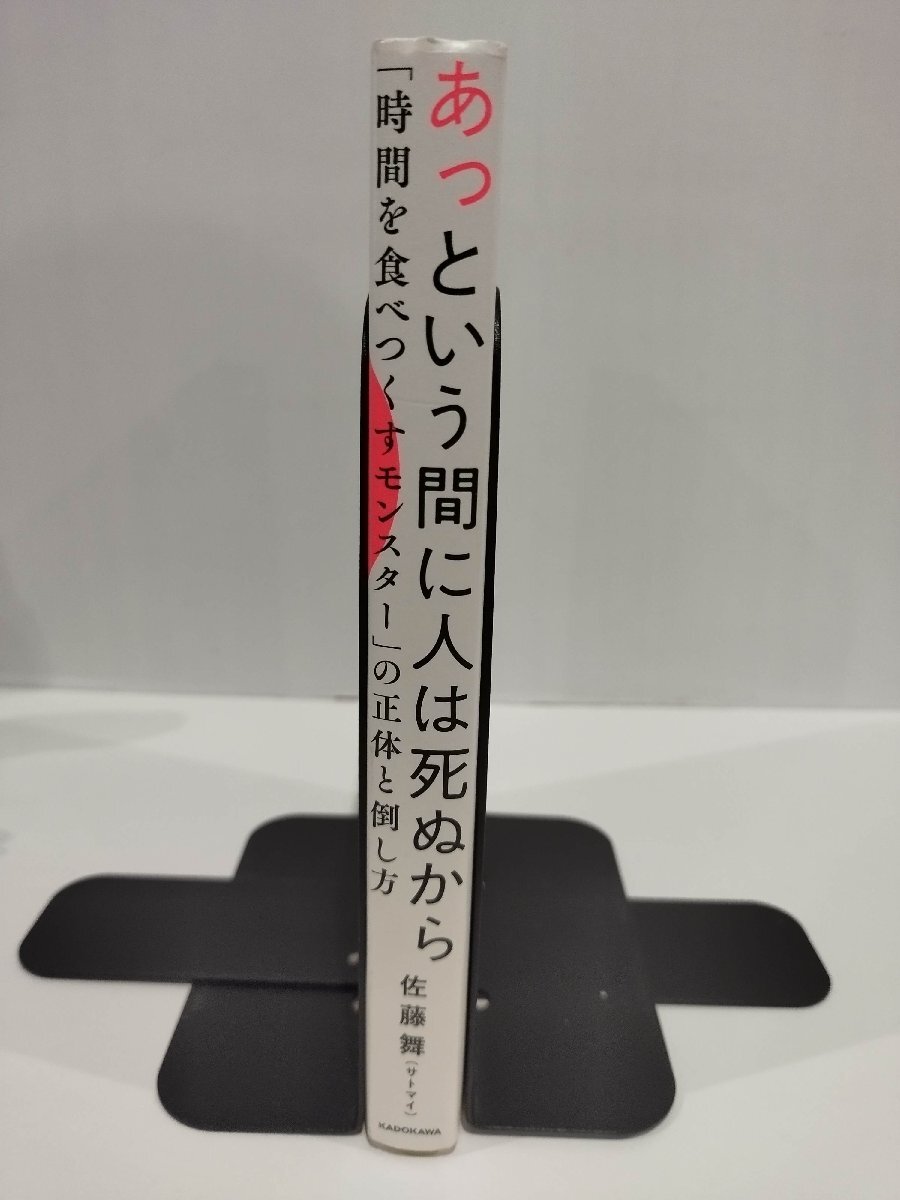 あっという間に人は死ぬから
「時間を食べつくすモンスター」の正体と倒し方
佐藤舞(サトマイ)
KADOKAWA